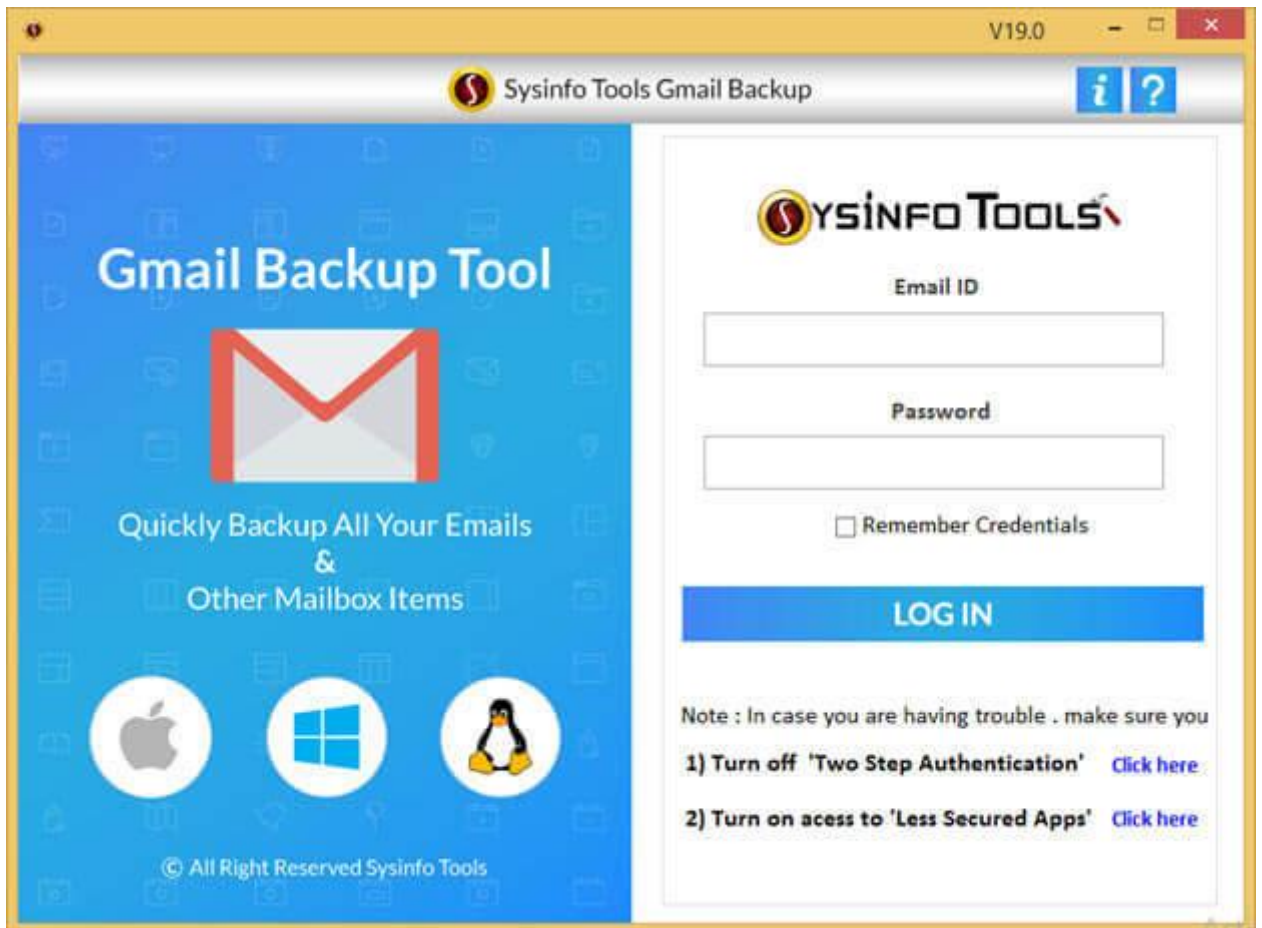 V19.0
Sysinfo Tools Gmail Backup
i ?
Gmail Backup Tool
Quickly Backup All Your Emails
&
Other Mailbox Items
© All Right Reserved Sysinfo Tools
SYSINFO TOOLS
Email ID
Password
Remember Credentials
LOG IN
Note : In case you are having trouble . make sure you
1) Turn off 'Two Step Authentication' Click here
2) Turn on acess to 'Less Secured Apps' Click here